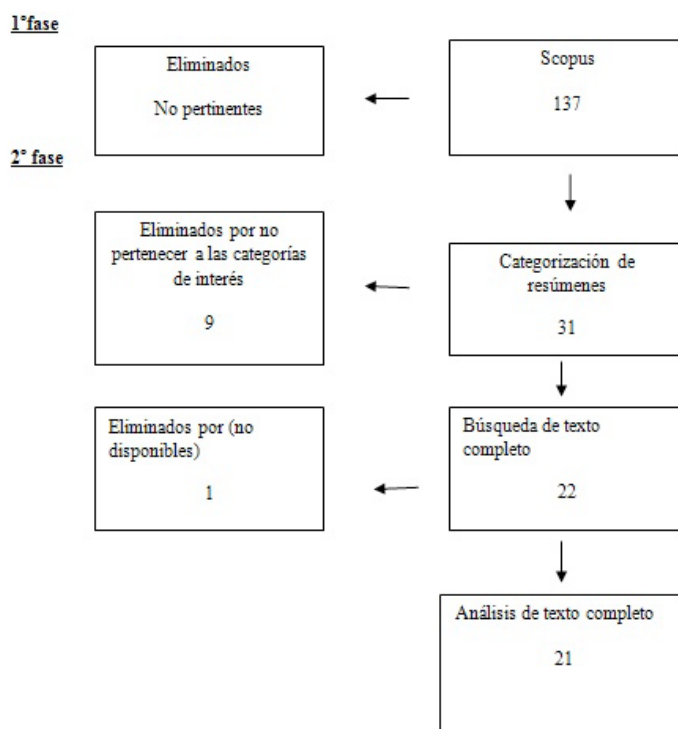 1°fase
Eliminados
No pertinentes
Scopus
137
2° fase
Eliminados por no
pertenecer a las categorías
de interés
9
Categorización de
resúmenes
31
Eliminados por (no
disponibles)
1
Búsqueda de texto
completo
22
Análisis de texto completo
21